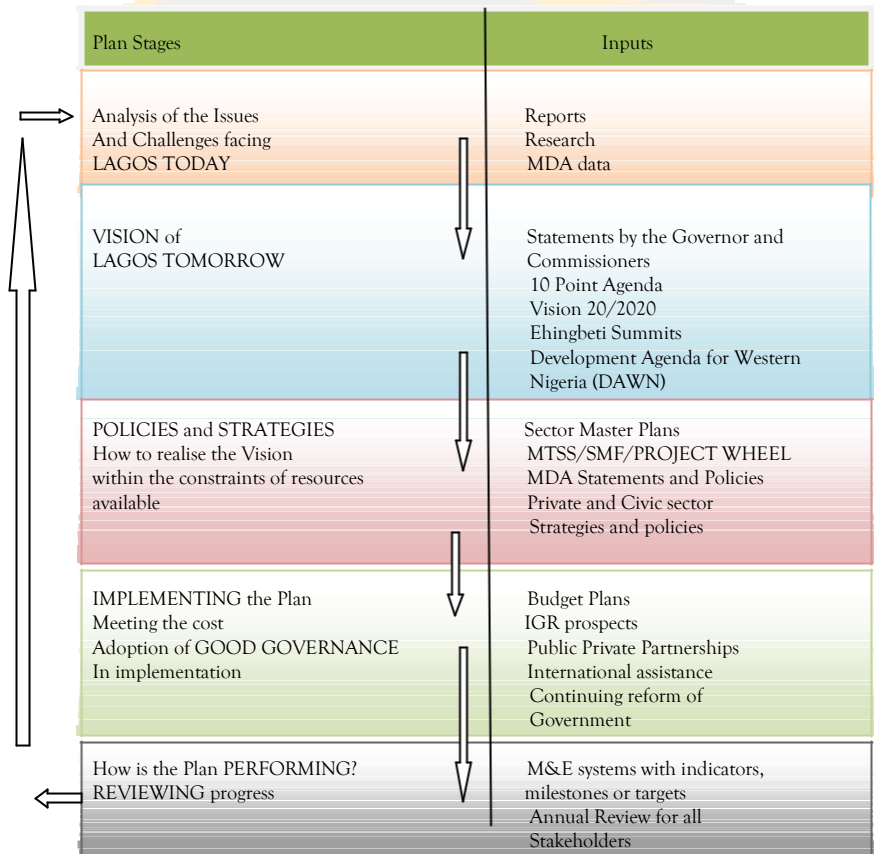 Plan Stages
Inputs
Analysis of the Issues
And Challenges facing
LAGOS TODAY
Reports
Research
MDA data
VISION of
LAGOS TOMORROW
Statements by the Governor and
Commissioners
10 Point Agenda
Vision 20/2020
Ehingbeti Summits
Development Agenda for Western
Nigeria (DAWN)
POLICIES and STRATEGIES
How to realise the Vision
within the constraints of resources
available
Sector Master Plans
MTSS/SMF/PROJECT WHEEL
MDA Statements and Policies
Private and Civic sector
Strategies and policies
IMPLEMENTING the Plan
Meeting the cost
Adoption of GOOD GOVERNANCE
In implementation
Budget Plans
IGR prospects
Public Private Partnerships
International assistance
Continuing reform of
Government
How is the Plan PERFORMING?
REVIEWING progress
M&E systems with indicators,
milestones or targets
Annual Review for all
Stakeholders